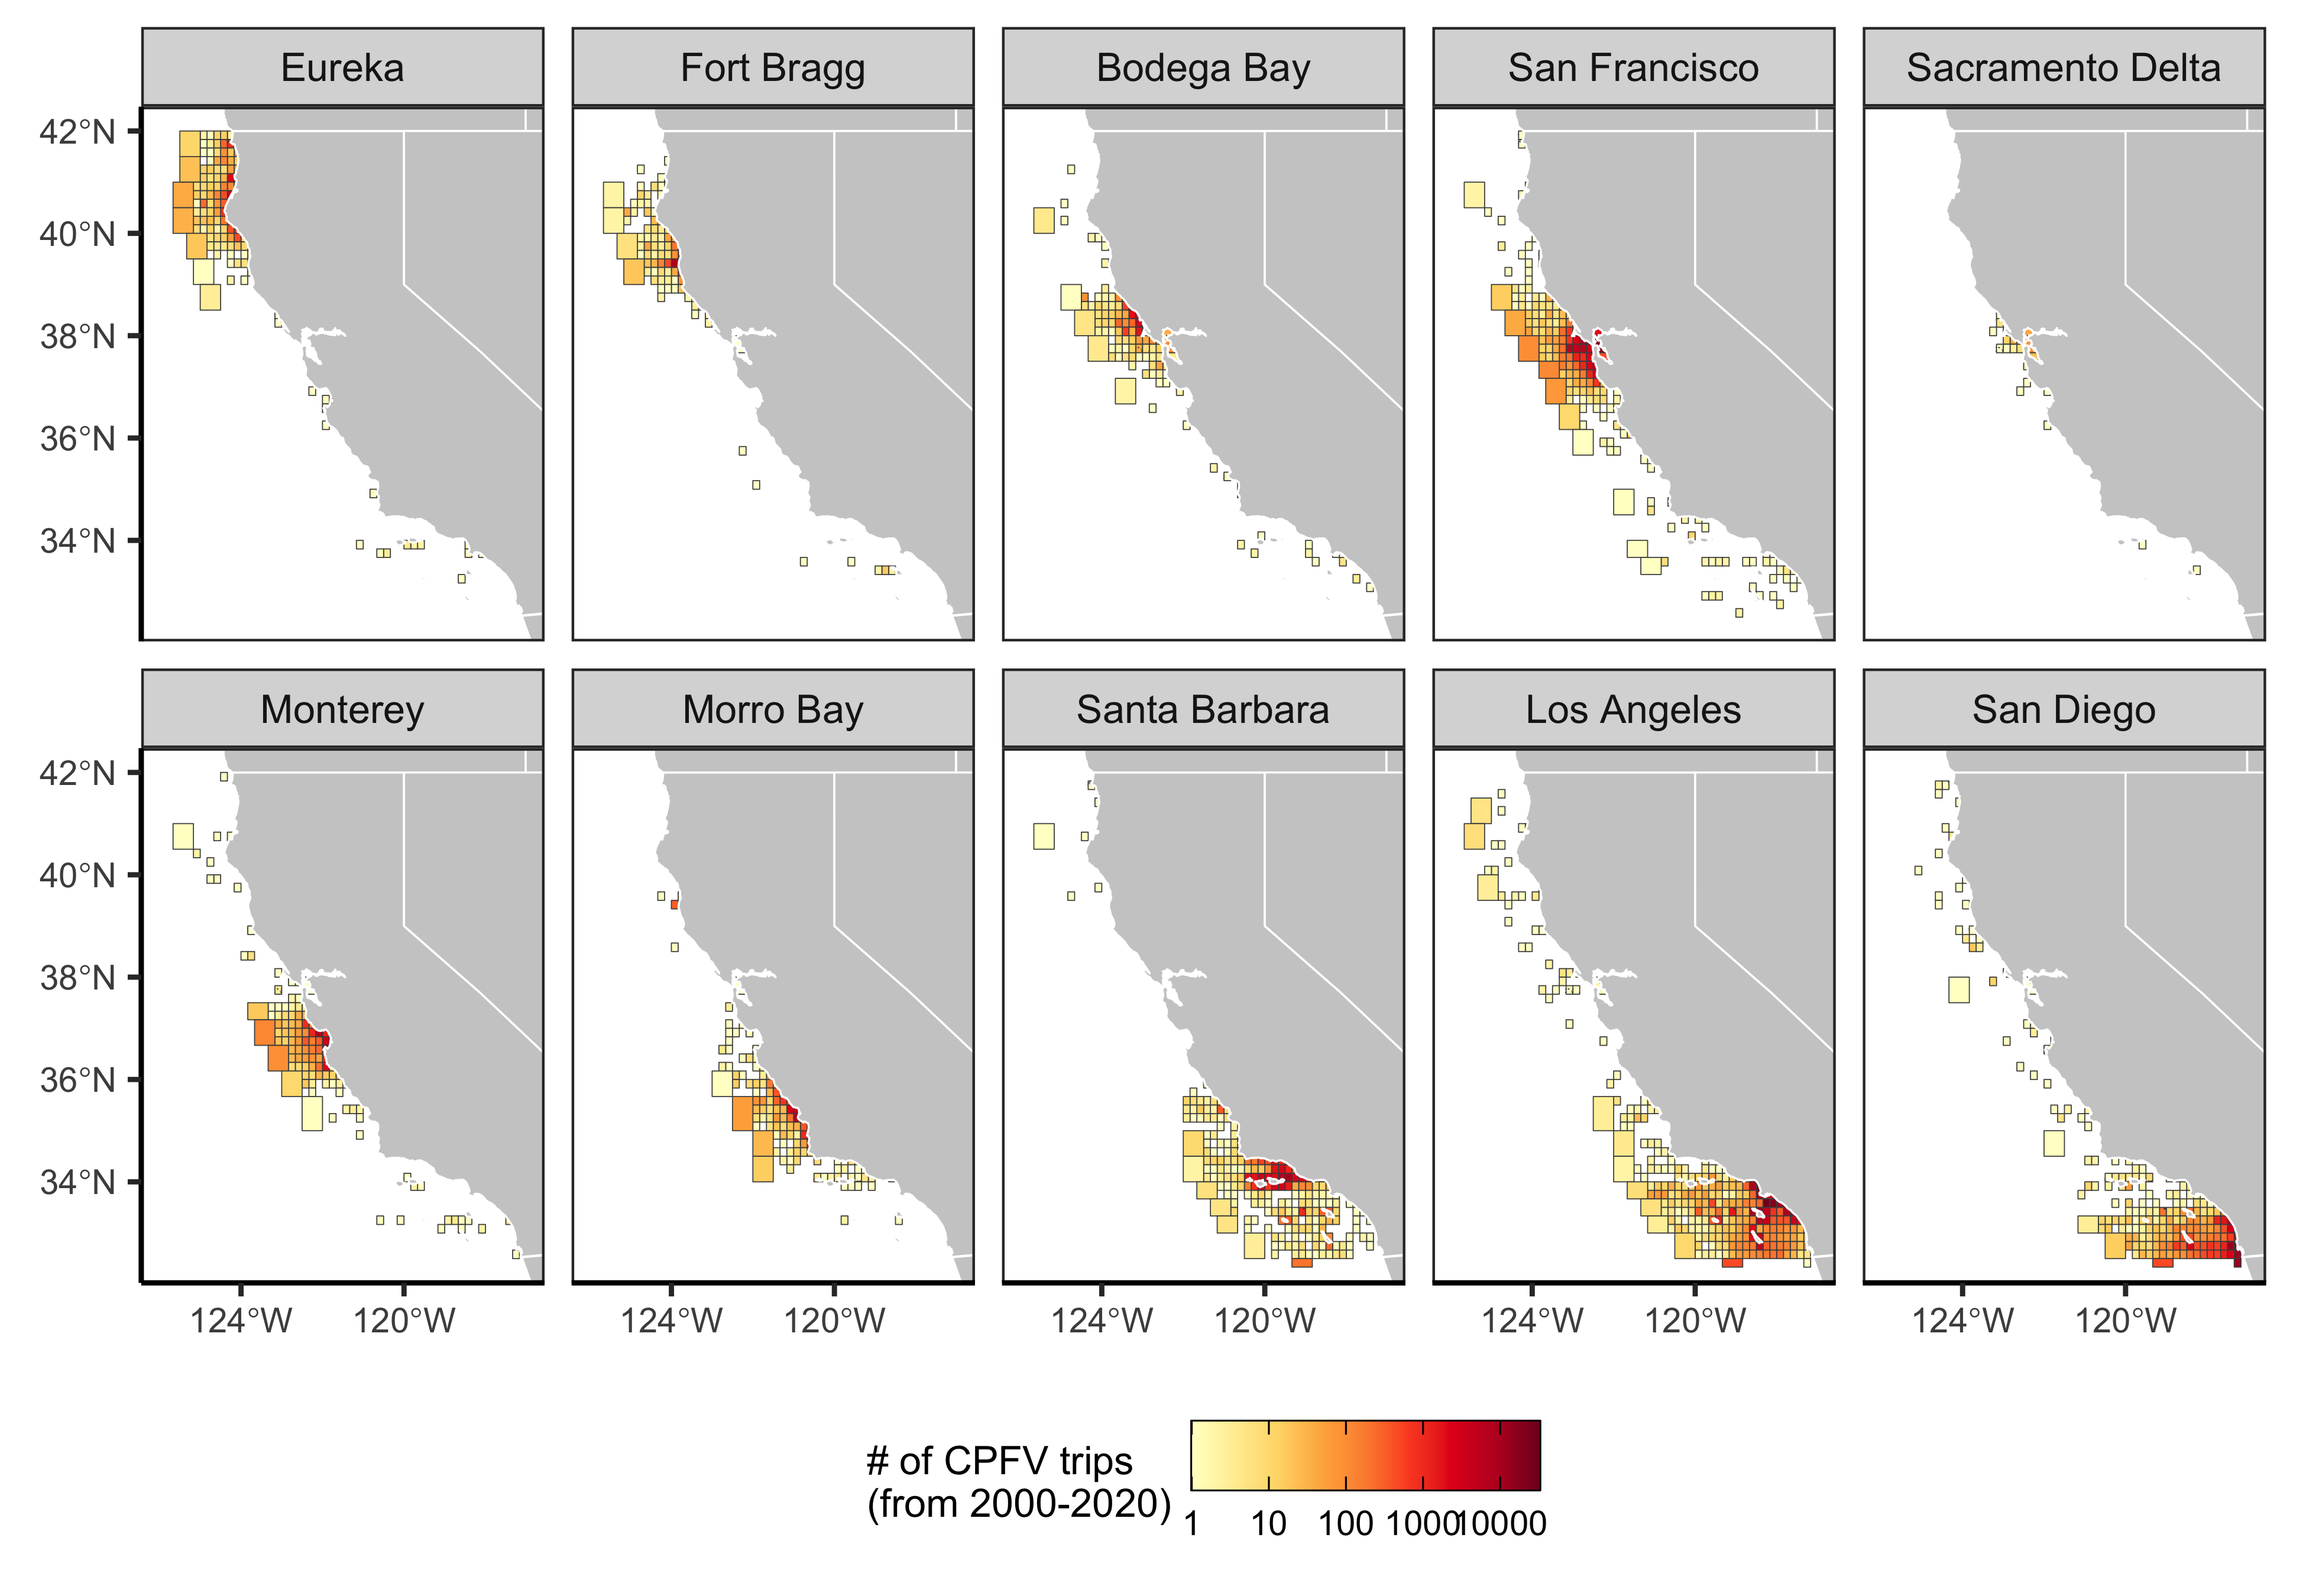 Eureka Fort Bragg Bodega Bay San Francisco Sacramento Delta
42°N
40°N
38°N
36°N
34°N
Monterey Morro Bay Santa Barbara Los Angeles San Diego
42°N
40°N
38°N
36°N
34°N
124°W 120°W 124°W 120°W 124°W 120°W 124°W 120°W 124°W 120°W
# of CPFV trips
(from 2000-2020)
1 10 100 1000 10000